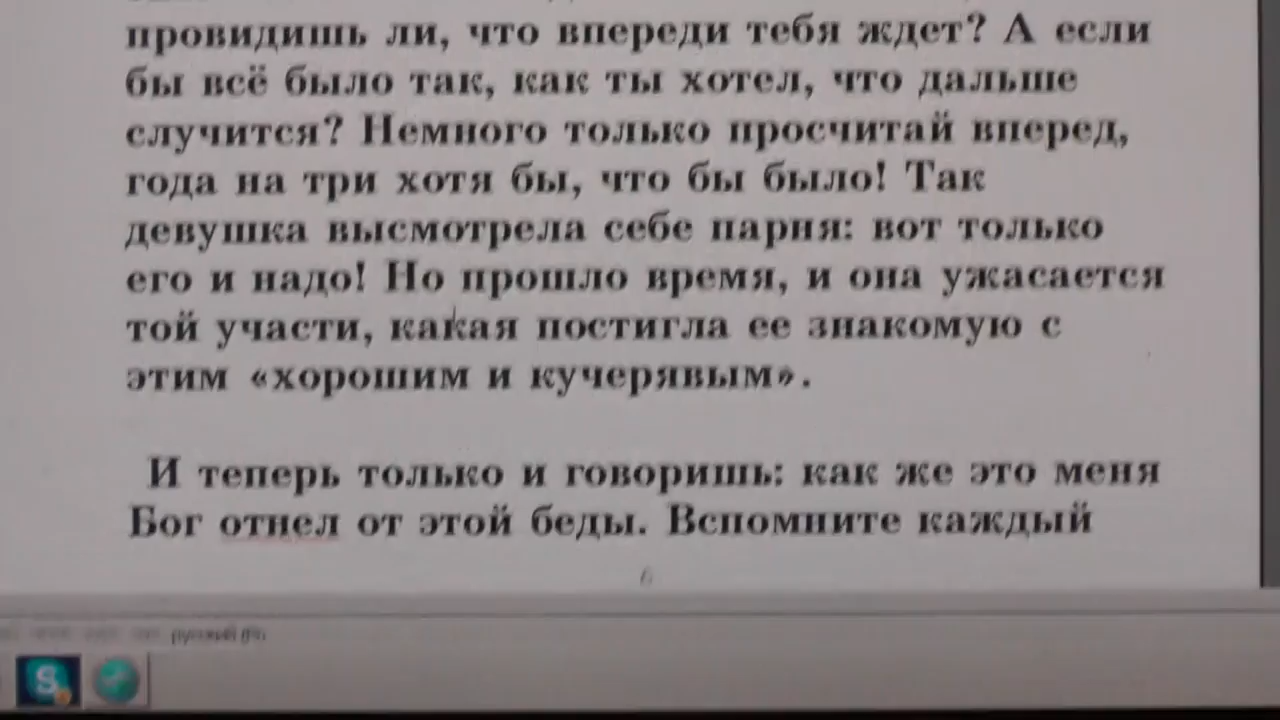 провидишь ли, что впереди тебя ждет? А если
бы всё было так, как ты хотел, что дальше
случится? Немного только просчитай вперед,
года на три хотя бы, что бы было! Так
девушка высмотрела себе парня: вот только
его и надо! Но прошло время, и она ужасается
той участи, какая постигла ее знакомую с
этим «хорошим и кучерявым».
И теперь только и говоришь: как же это меня
Бог отнел от этой беды. Вспомните каждый
6
русский
S